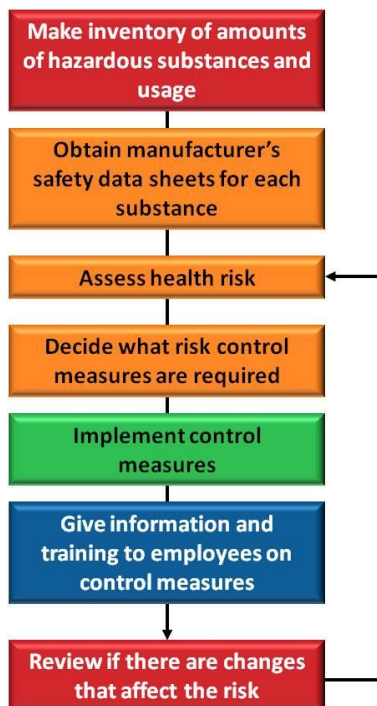 Make inventory of amounts
of hazardous substances and
usage
Obtain manufacturer's
safety data sheets for each
substance
Assess health risk
Decide what risk control
measures are required
Implement control
measures
Give information and
training to employees on
control measures
Review if there are changes
that affect the risk